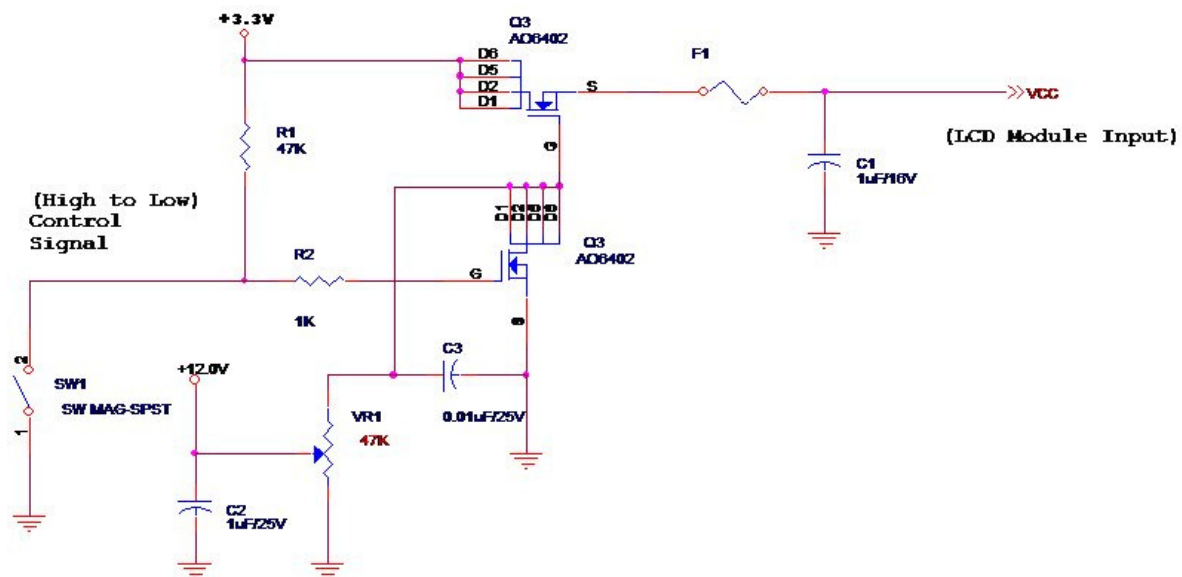 +3.3V
Q3
AO6402
D6
D5
D2
D1
S
F1
VCC
(LCD Module Input)
R1
47K
G
C1
1uF/16V
(High to Low)
Control
Signal
D1
D2
Q3
AO6402
R2
G
1K
2
+12.0V
C3
SW1
SW MAG-SPST
VR1
0.01uF/25V
47K
1
C2
1uF/25V